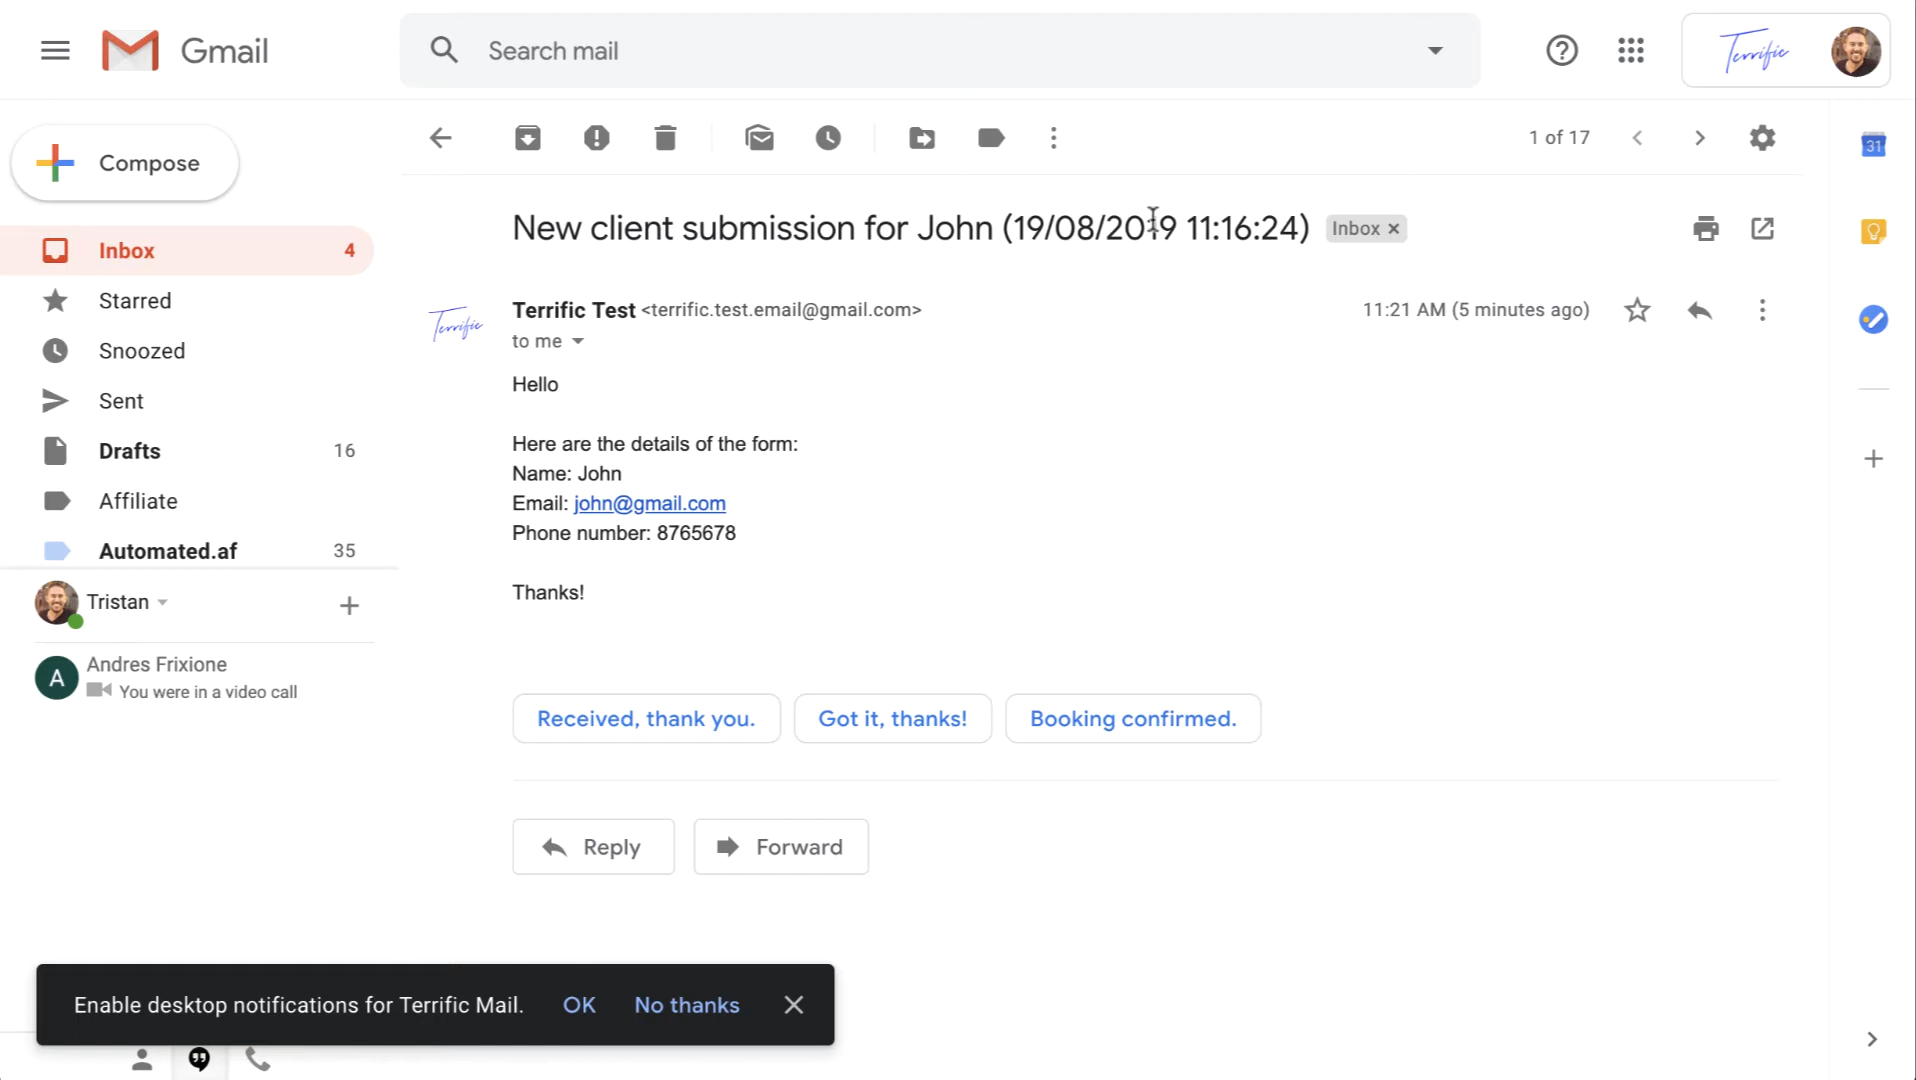 Gmail
Search mail
Terrific
Compose
1 of 17
31
Inbox 4
Starred
Snoozed
Sent
Drafts 16
Affiliate
Automated.af 35
Tristan
A
Andres Frixione
You were in a video call
New client submission for John (19/08/2019 11:16:24) Inbox ×
Terrific
Terrific Test <terrific.test.email@gmail.com> 11:21 AM (5 minutes ago)
to me
Hello
Here are the details of the form:
Name: John
Email: john@gmail.com
Phone number: 8765678
Thanks!
Received, thank you. Got it, thanks! Booking confirmed.
Reply Forward
Enable desktop notifications for Terrific Mail. OK No thanks